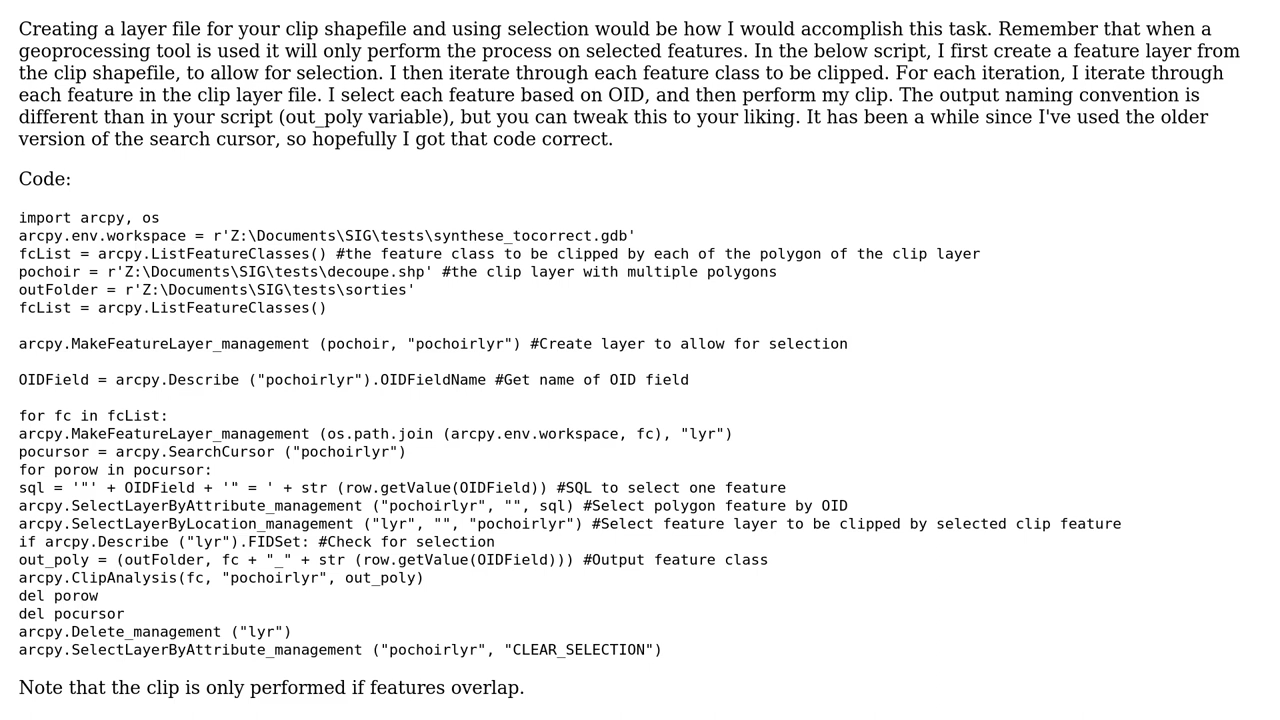 Creating a layer file for your clip shapefile and using selection would be how I would accomplish this task. Remember that when a
geoprocessing tool is used it will only perform the process on selected features. In the below script, I first create a feature layer from
the clip shapefile, to allow for selection. I then iterate through each feature class to be clipped. For each iteration, I iterate through
each feature in the clip layer file. I select each feature based on OID, and then perform my clip. The output naming convention is
different than in your script (out_poly variable), but you can tweak this to your liking. It has been a while since I've used the older
version of the search cursor, so hopefully I got that code correct.
Code:
import arcpy, os
arcpy.env.workspace = r'Z:\Documents\SIG\tests\synthese_tocorrect.gdb'
fcList = arcpy.ListFeatureClasses() #the feature class to be clipped by each of the polygon of the clip layer
pochoir = r'Z:\Documents\SIG\tests\decoupe.shp' #the clip layer with multiple polygons
outFolder = r'Z:\Documents\SIG\tests\sorties'
fcList = arcpy.ListFeatureClasses()
arcpy.MakeFeatureLayer_management (pochoir, "pochoirlyr") #Create layer to allow for selection
OIDField = arcpy.Describe ("pochoirlyr").OIDFieldName #Get name of OID field
for fc in fcList:
arcpy.MakeFeatureLayer_management (os.path.join (arcpy.env.workspace, fc), "lyr")
pocursor = arcpy.SearchCursor ("pochoirlyr")
for porow in pocursor:
sql = '"' + OIDField + '" = ' + str (row.getValue(OIDField)) #SQL to select one feature
arcpy.SelectLayerByAttribute_management ("pochoirlyr", "", sql) #Select polygon feature by OID
arcpy.SelectLayerByLocation_management ("lyr", "", "pochoirlyr") #Select feature layer to be clipped by selected clip feature
if arcpy.Describe ("lyr").FIDSet: #Check for selection
out_poly = (outFolder, fc + "_" + str (row.getValue(OIDField))) #Output feature class
arcpy.ClipAnalysis(fc, "pochoirlyr", out_poly)
del porow
del pocursor
arcpy.Delete_management ("lyr")
arcpy.SelectLayerByAttribute_management ("pochoirlyr", "CLEAR_SELECTION")
Note that the clip is only performed if features overlap.